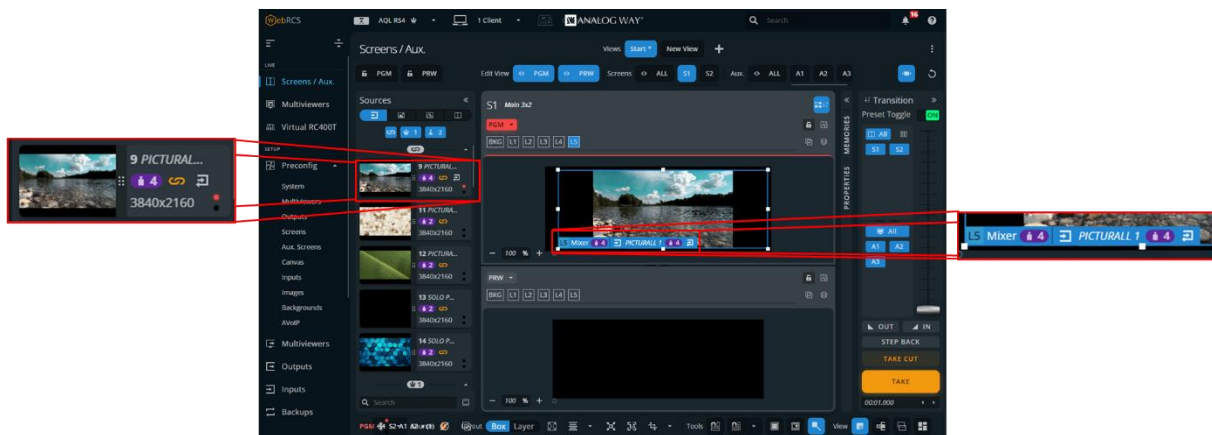 WebRCS
AQL RS4
1 Client
ANALOG WAY®
Search
16
Screens / Aux.
Views Start * New View
LIVE
PGM PRW Edit View PGM PRW Screens ALL S1 S2 Aux. ALL A1 A2 A3
Screens / Aux.
Multiviewers
Virtual RC400T
SETUP
Preconfig
System
Multiviewers
Outputs
Screens
Aux. Screens
Canvas
Inputs
Images
Backgrounds
AVoIP
Multiviewers
Outputs
Inputs
Backups
9 PICTURAL...
4
3840x2160
Sources
1 2
9 PICTURAL...
4
3840x2160
11 PICTURA...
2
3840x2160
12 PICTURA...
2
3840x2160
13 SOLO P...
2
3840x2160
14 SOLO P...
2
3840x2160
1
Search
S1 Main 3x2
PGM
BKG L1 L2 L3 L4 L5
L5 Mixer 4 PICTURALL 1 4
100 %
PRW
BKG L1 L2 L3 L4 L5
100 %
MEMORIES
PROPERTIES
Transition
Preset Toggle ON
All
S1 S2
All
A1 A2
A3
OUT IN
STEP BACK
TAKE CUT
TAKE
00:01.000
L5 Mixer 4 PICTURALL 1 4
PGM
Box Layer
Tools
View